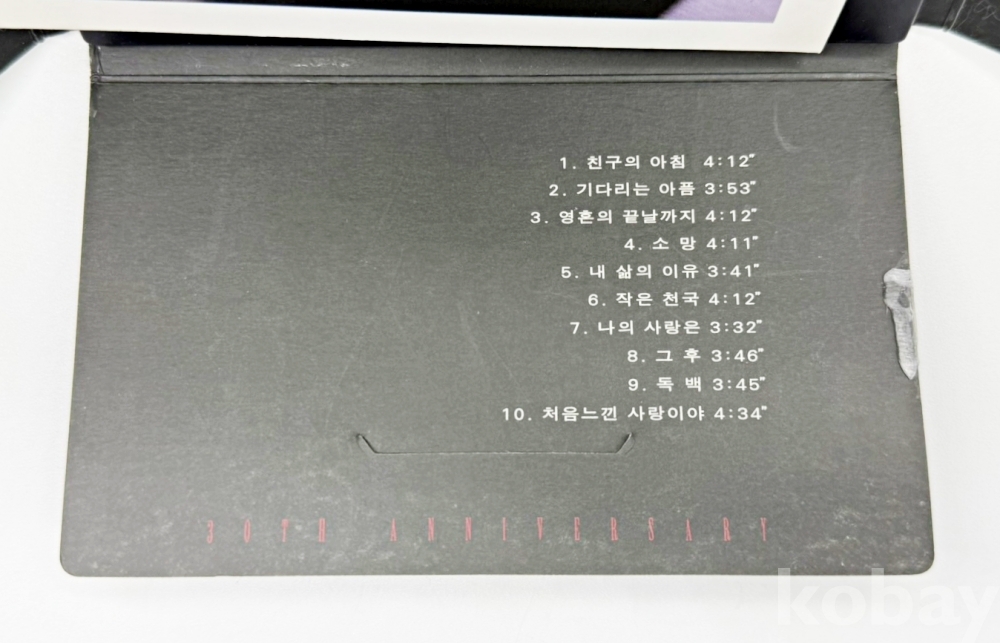 1. 친구의 아침 4:12"
2. 기다리는 아픔 3:53"
3. 영혼의 끝날까지 4:12"
4. 소 망 4:11"
5. 내 삶의 이유 3:41"
6. 작은 천국 4:12"
7. 나의 사랑은 3:32"
8. 그 후 3:46"
9. 독 백 3:45"
10. 처음느낀 사랑이야 4:34"
30TH ANNIVERSARY
kobay